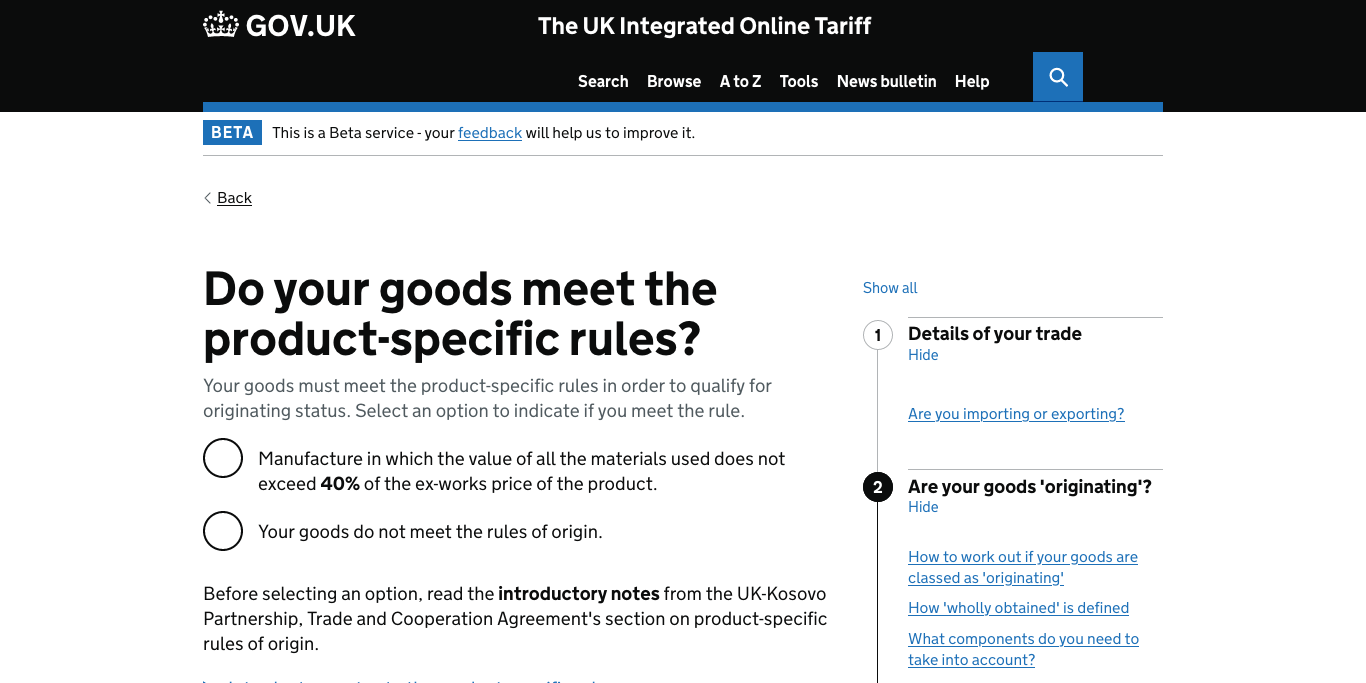 GOV.UK
The UK Integrated Online Tariff
Search Browse A to Z Tools News bulletin Help
BETA This is a Beta service - your feedback will help us to improve it.
Back
Do your goods meet the
product-specific rules?
Your goods must meet the product-specific rules in order to qualify for
originating status. Select an option to indicate if you meet the rule.
Manufacture in which the value of all the materials used does not
exceed 40% of the ex-works price of the product.
Your goods do not meet the rules of origin.
Before selecting an option, read the introductory notes from the UK-Kosovo
Partnership, Trade and Cooperation Agreement's section on product-specific
rules of origin.
Show all
1 Details of your trade
Hide
Are you importing or exporting?
2 Are your goods 'originating'?
Hide
How to work out if your goods are
classed as 'originating'
How 'wholly obtained' is defined
What components do you need to
take into account?